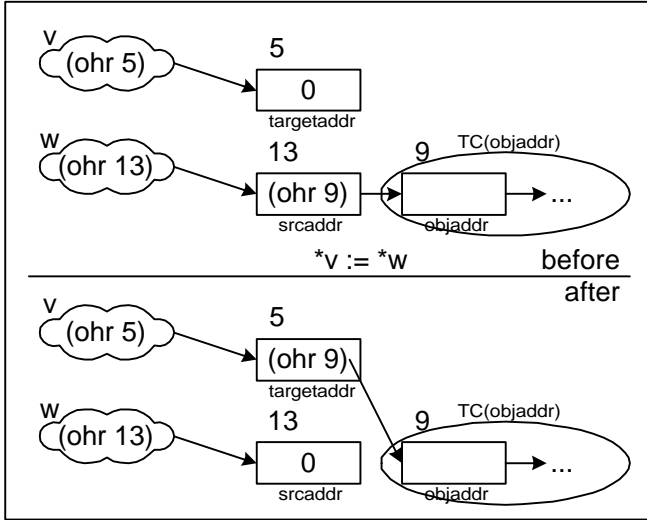 v
(ohr 5)
5
0
targetaddr
w
(ohr 13)
13
(ohr 9)
srcaddr
9
TC(objaddr)
...
objaddr
*v := *w
before
after
v
(ohr 5)
5
(ohr 9)
targetaddr
w
(ohr 13)
13
0
srcaddr
9
TC(objaddr)
...
objaddr